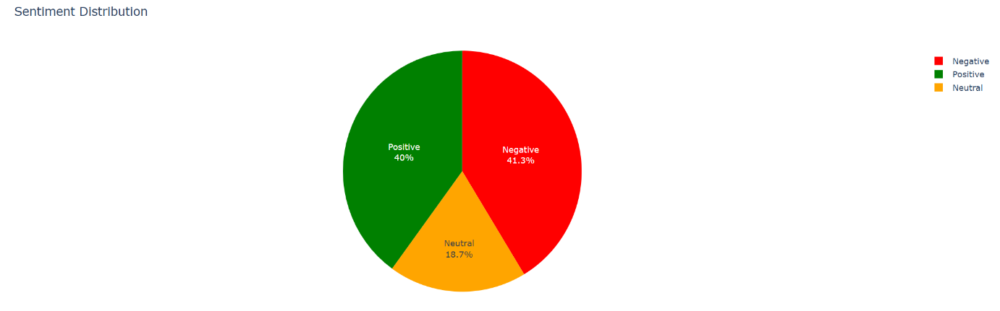 Sentiment Distribution
Negative
Positive
Neutral
Positive
40%
Negative
41.3%
Neutral
18.7%